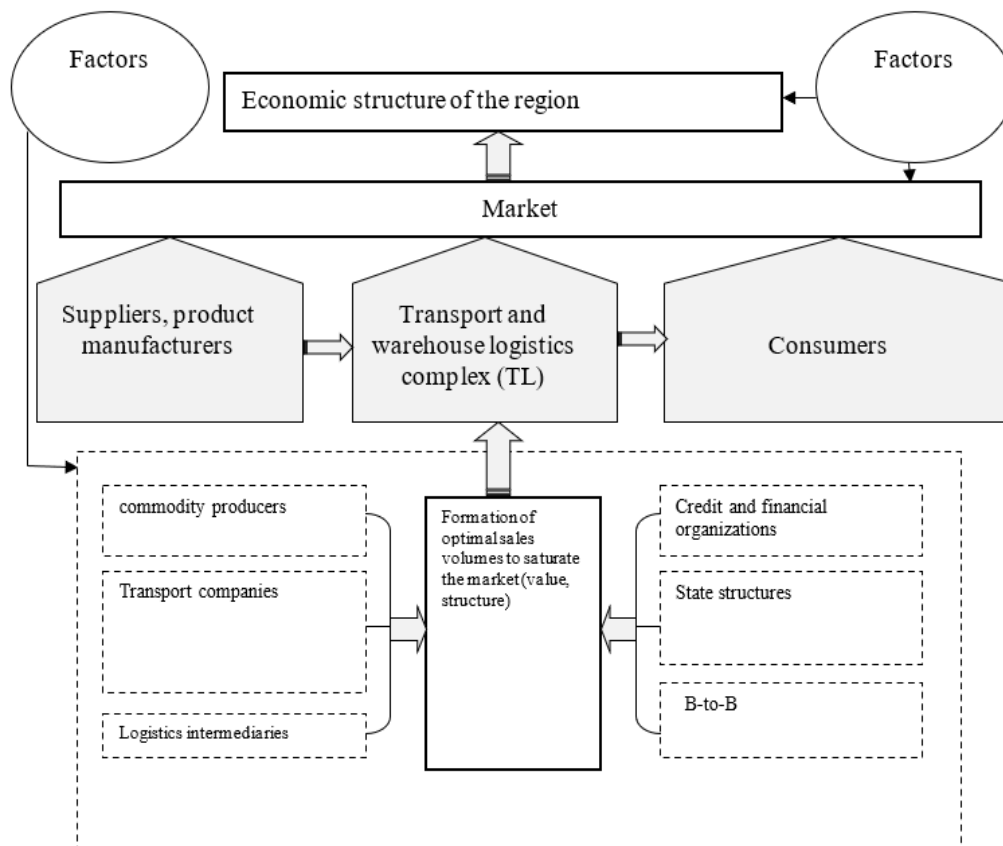 Factors
Factors
Economic structure of the region
Market
Suppliers, product
manufacturers
Transport and
warehouse logistics
complex (TL)
Consumers
commodity producers
Transport companies
Logistics intermediaries
Formation of
optimal sales
volumes to saturate
the market (value,
structure)
Credit and financial
organizations
State structures
B-to-B